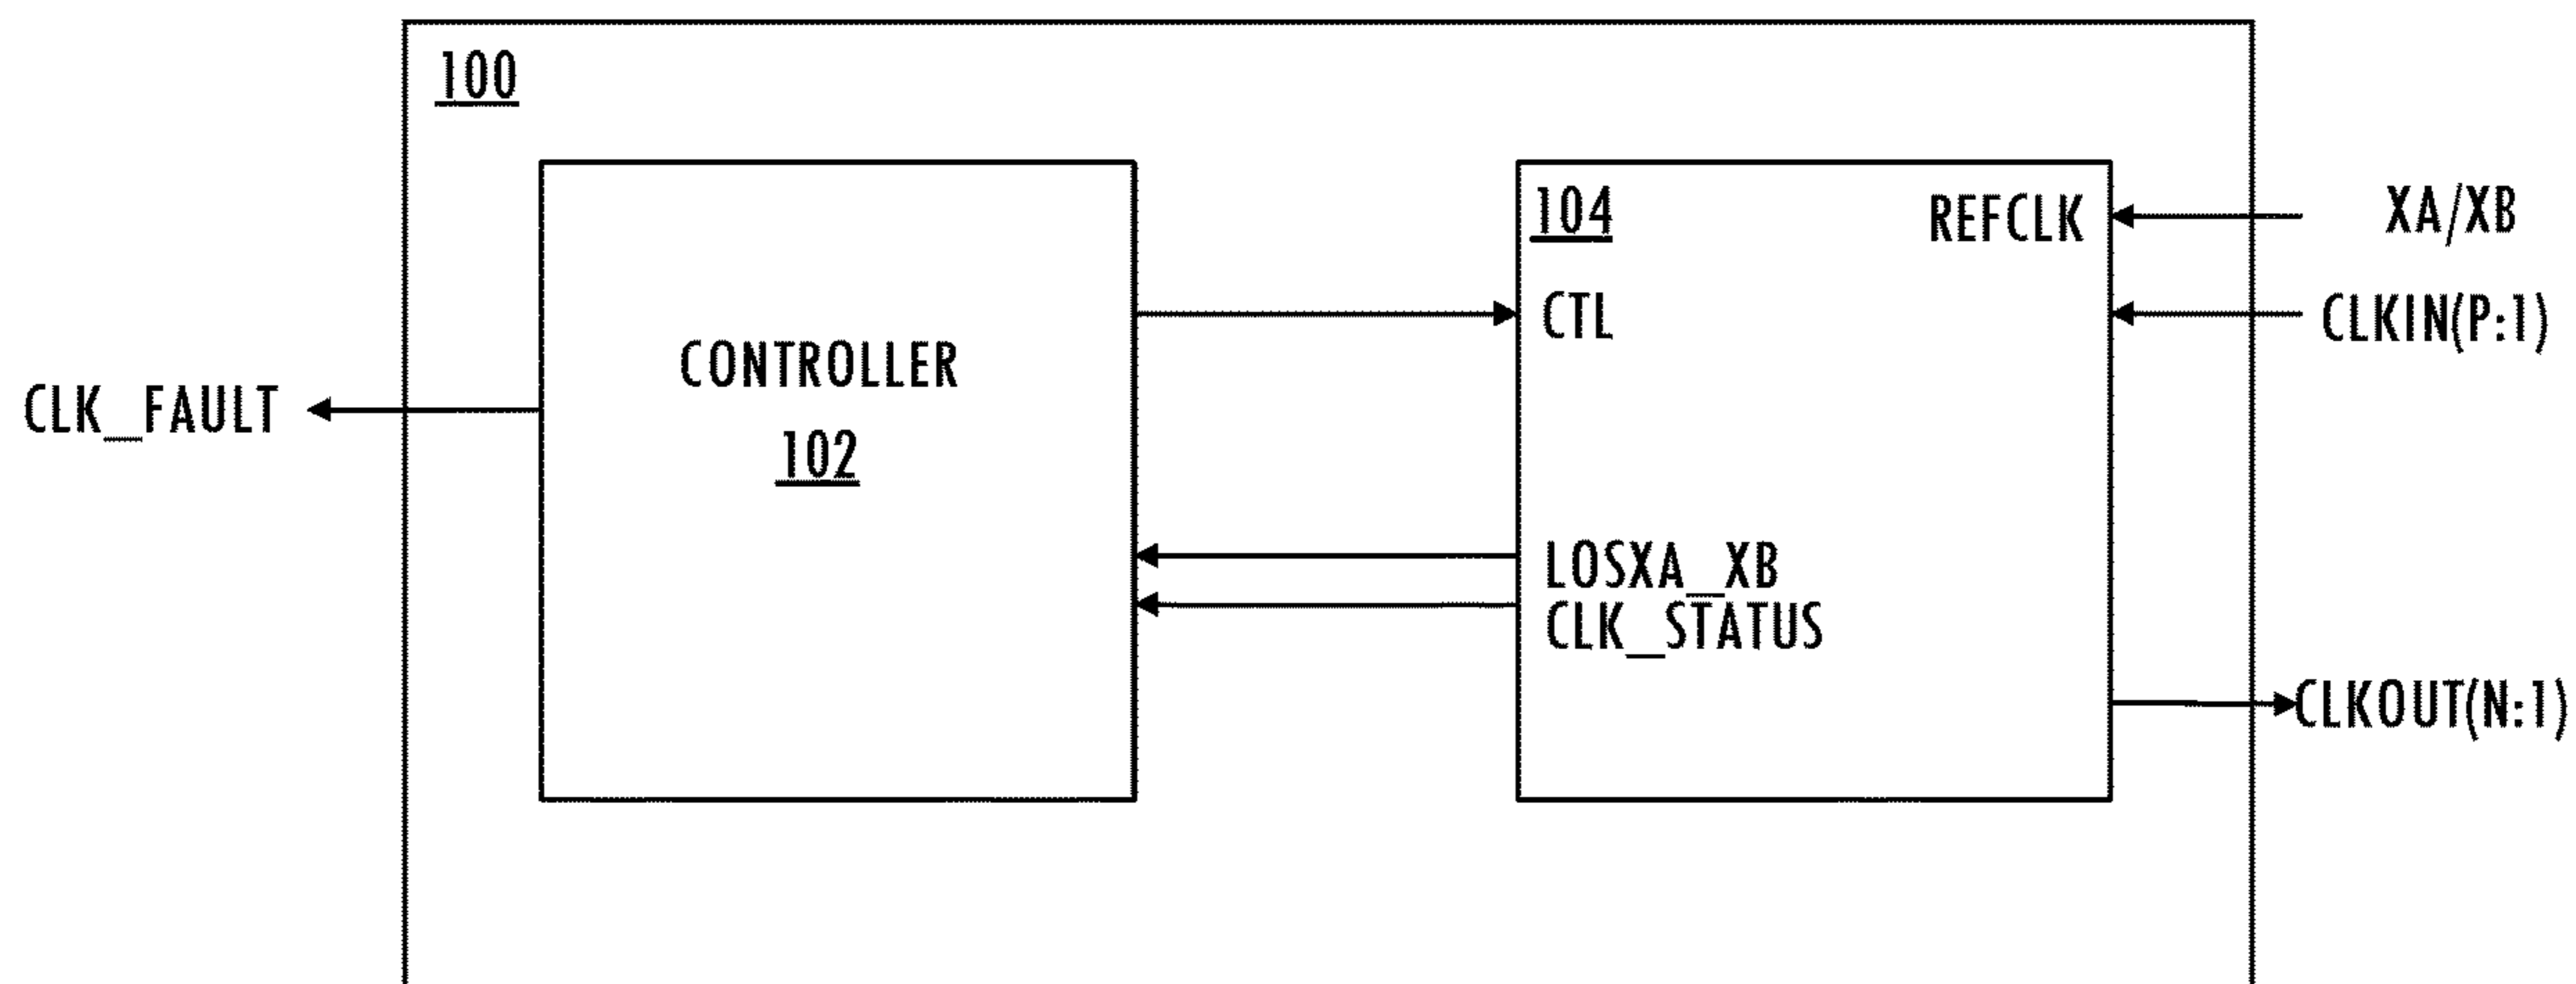 100
104
REFCLK
XA/XB
CTL
CLKIN(P:1)
CONTROLLER
CLK_FAULT
102
LOSXA_XB
CLK_STATUS
CLKOUT(N:1)